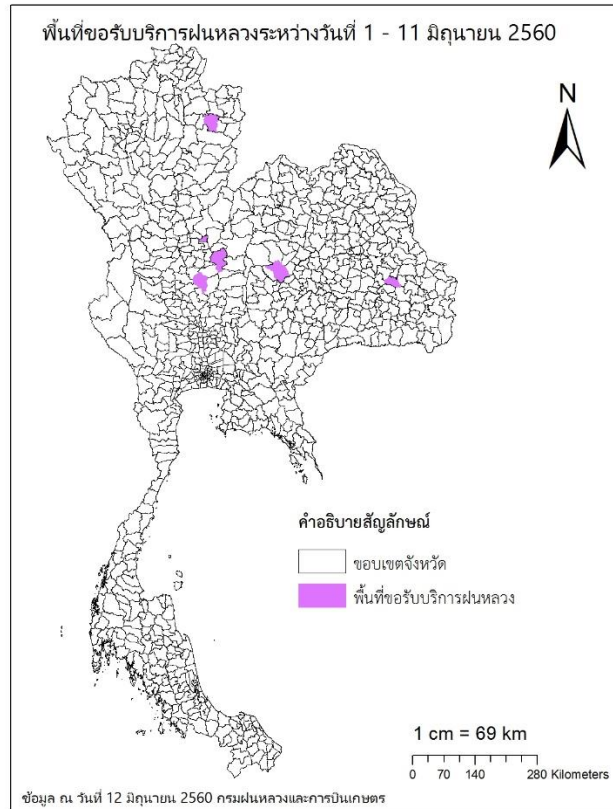 พื้นที่ขอรับบริการฝนหลวงระหว่างวันที่ 1 - 11 มิถุนายน 2560
N
คำอธิบายสัญลักษณ์
ขอบเขตจังหวัด
พื้นที่ขอรับบริการฝนหลวง
1 cm = 69 km
0 70 140 280 Kilometers
ข้อมูล ณ วันที่ 12 มิถุนายน 2560 กรมฝนหลวงและการบินเกษตร